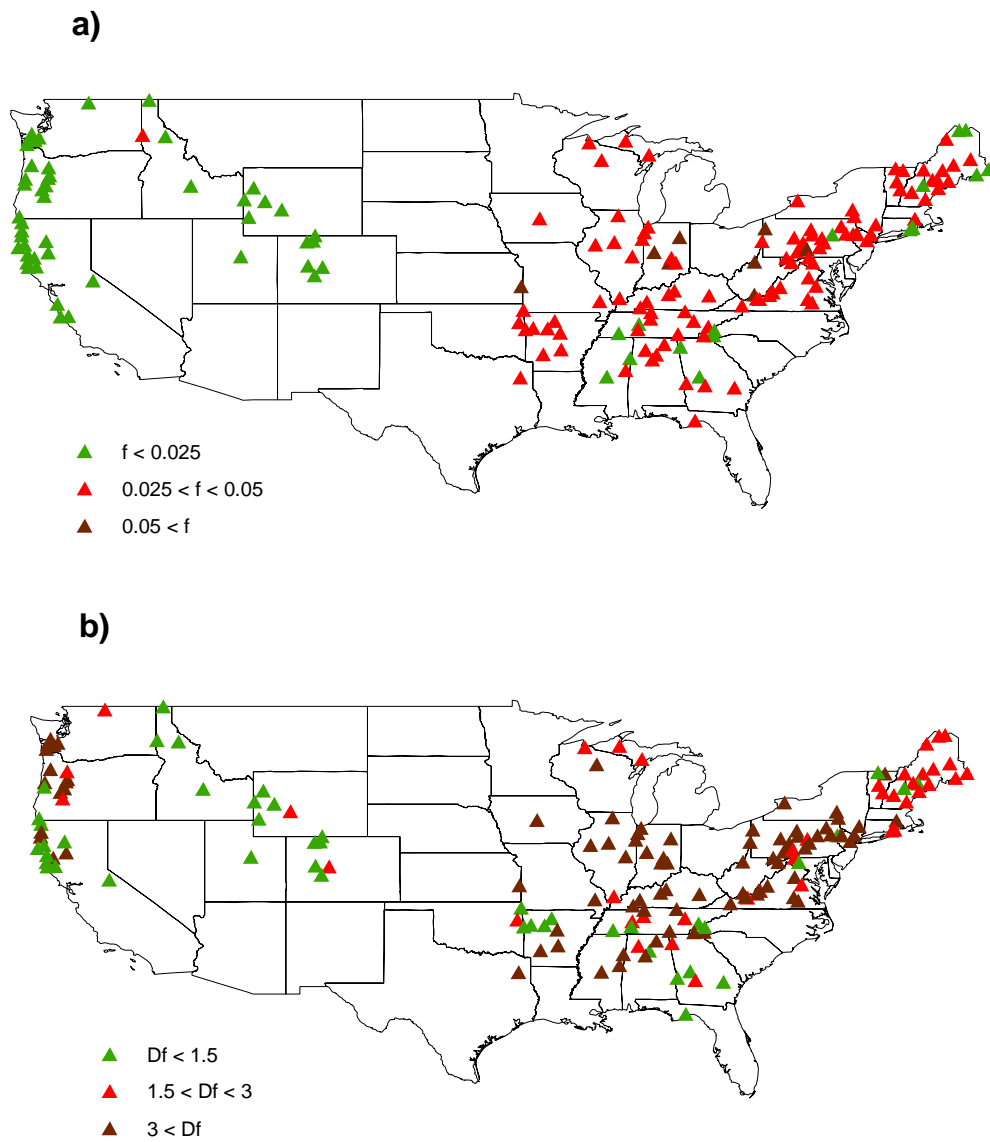 a)
f < 0.025
0.025 < f < 0.05
0.05 < f
b)
Df < 1.5
1.5 < Df < 3
3 < Df